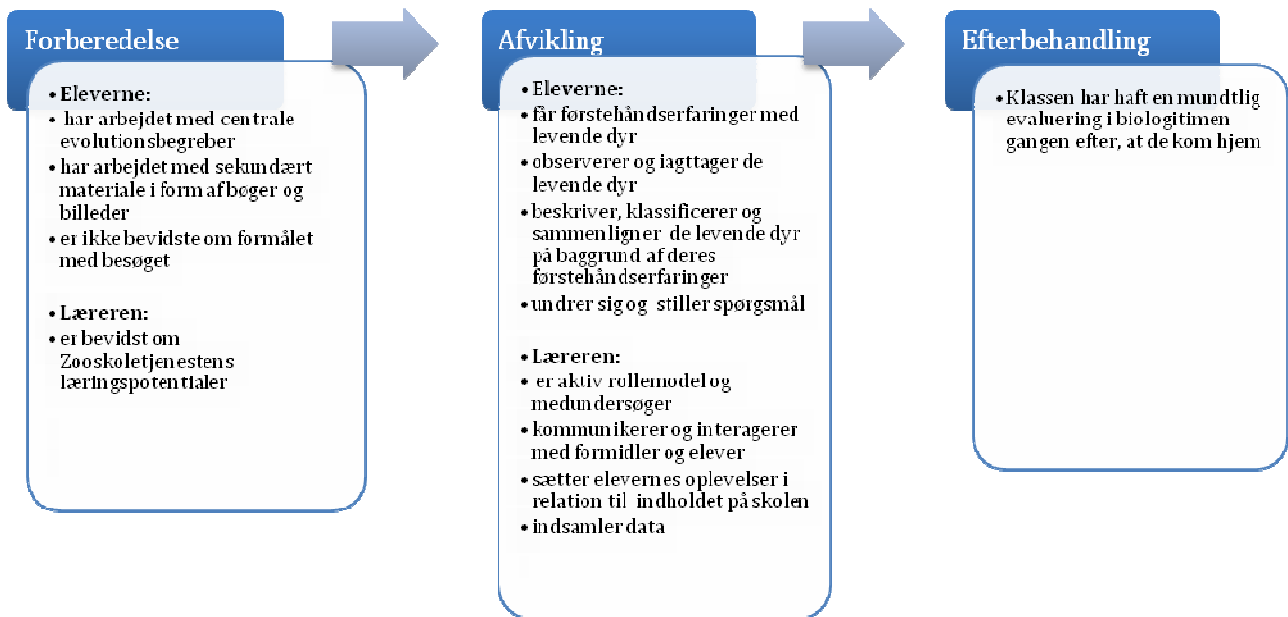 Forberedelse
• Eleverne:
• har arbejdet med centrale
evolutionsbegreber
• har arbejdet med sekundært
materiale i form af bøger og
billeder
• er ikke bevidste om formålet
med besøget
• Læreren:
• er bevidst om
Zooskoletjenestens
læringspotentialer
Afvikling
• Eleverne:
• får førstehåndserfaringer med
levende dyr
• observerer og iagttager de
levende dyr
• beskriver, klassificerer og
sammenligner de levende dyr
på baggrund af deres
førstehåndserfaringer
• undrer sig og stiller spørgsmål
• Læreren:
• er aktiv rollemodel og
medundersøger
• kommunikerer og interagerer
med formidler og elever
• sætter elevernes oplevelser i
relation til indholdet på skolen
• indsamler data
Efterbehandling
• Klassen har haft en mundtlig
evaluering i biologitimen
gangen efter, at de kom hjem